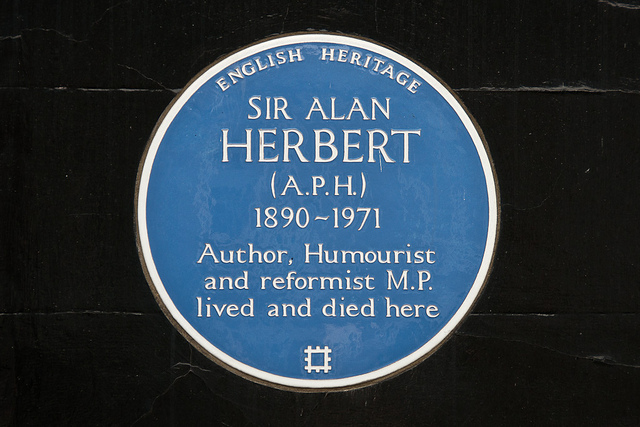 ENGLISH HERITAGE
SIR ALAN
HERBERT
(A.P.H.)
1890~1971
Author, Humourist
and reformist M.P.
lived and died here